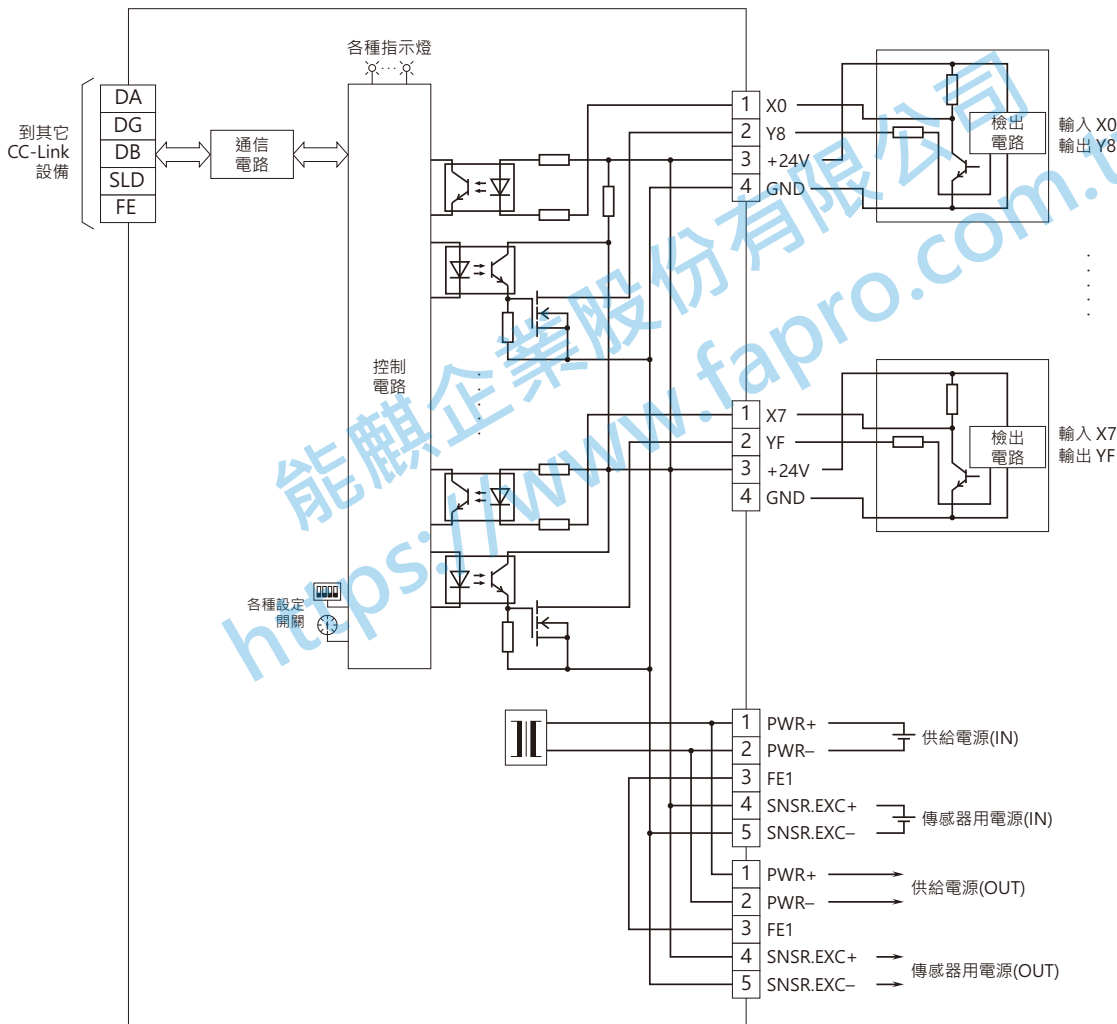 各種指示燈
到其它
CC-Link
設備
DA
DG
DB
SLD
FE
通信
電路
控制
電路
各種設定
開關
1 X0
2 Y8
3 +24V
4 GND
檢出
電路
輸入 X0
輸出 Y8
1 X7
2 YF
3 +24V
4 GND
檢出
電路
輸入 X7
輸出 YF
1 PWR+
2 PWR–
供給電源(IN)
3 FE1
4 SNSR.EXC+
5 SNSR.EXC–
傳感器用電源(IN)
1 PWR+
2 PWR–
供給電源(OUT)
3 FE1
4 SNSR.EXC+
5 SNSR.EXC–
傳感器用電源(OUT)
能麒企業股份有限公司
https://www.fapro.com.t